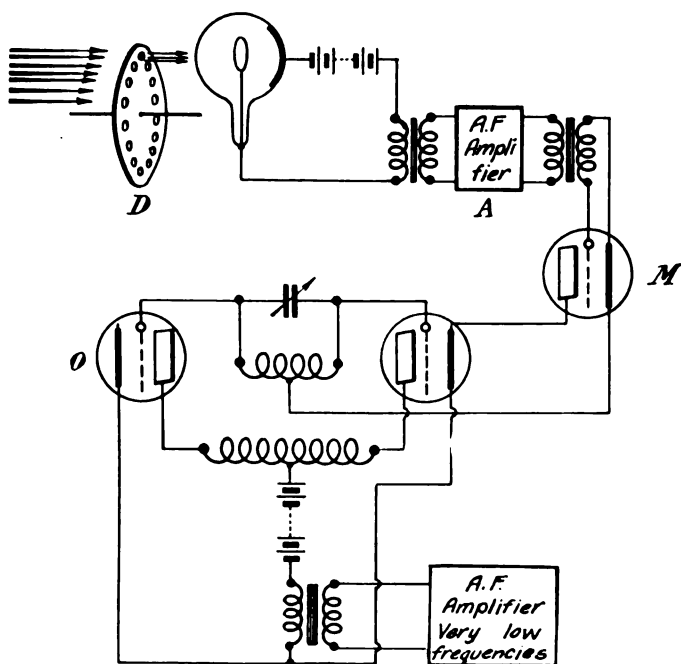 D
A.F
Ampli
fier
A
M
O
A.F.
Amplifier
Very low
frequencies